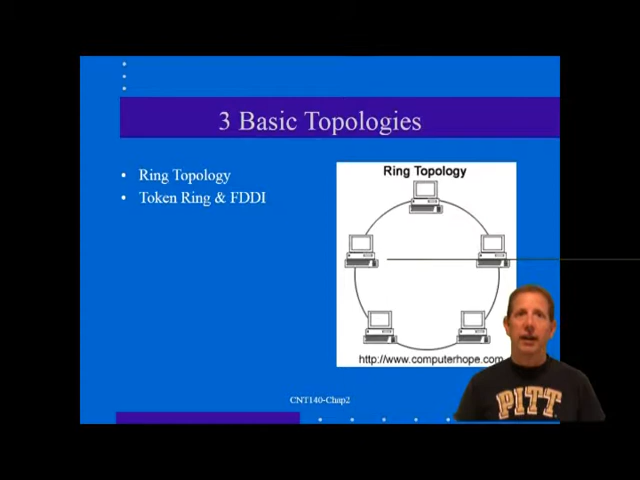 3 Basic Topologies
• Ring Topology
• Token Ring & FDDI
Ring Topology
http://www.computerhope.com
PITT
CNT140-Chap2